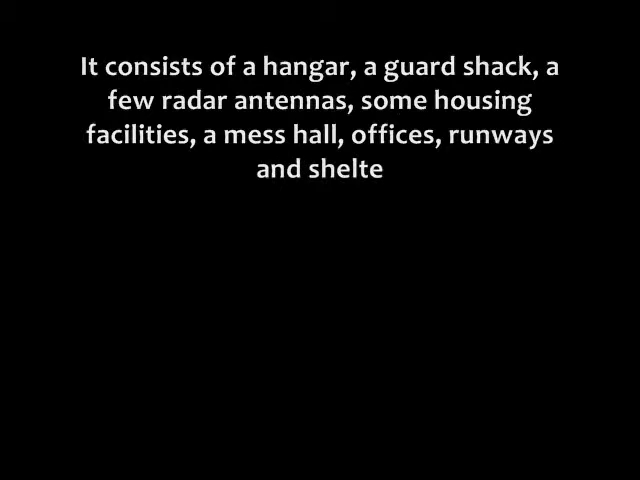 It consists of a hangar, a guard shack, a
few radar antennas, some housing
facilities, a mess hall, offices, runways
and shelte